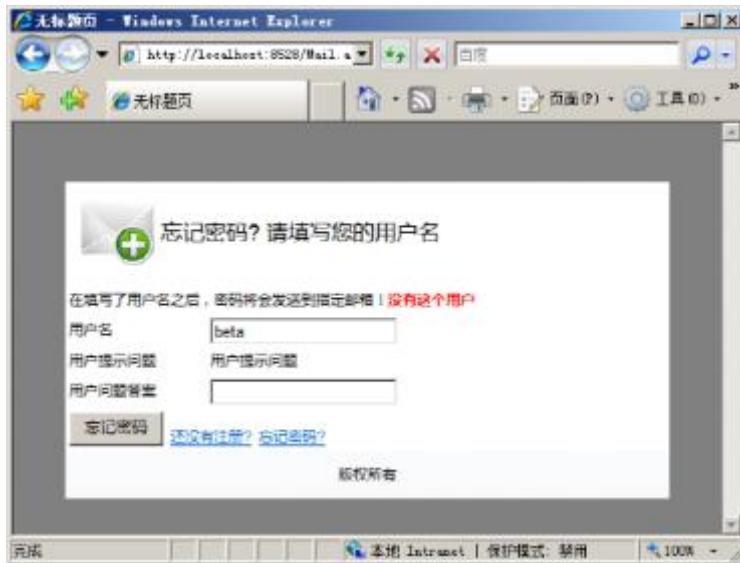 无标题页 - Windows Internet Explorer
http://localhost:8528/Mail.a
百度
无标题页
页面(P)
工具(O)
忘记密码? 请填写您的用户名
在填写了用户名之后，密码将会发送到指定邮箱！没有这个用户
用户名 beta
用户提示问题 用户提示问题
用户问题答案
忘记密码 还没有注册? 忘记密码?
版权所有
完成 本地 Intranet | 保护模式: 禁用 100%